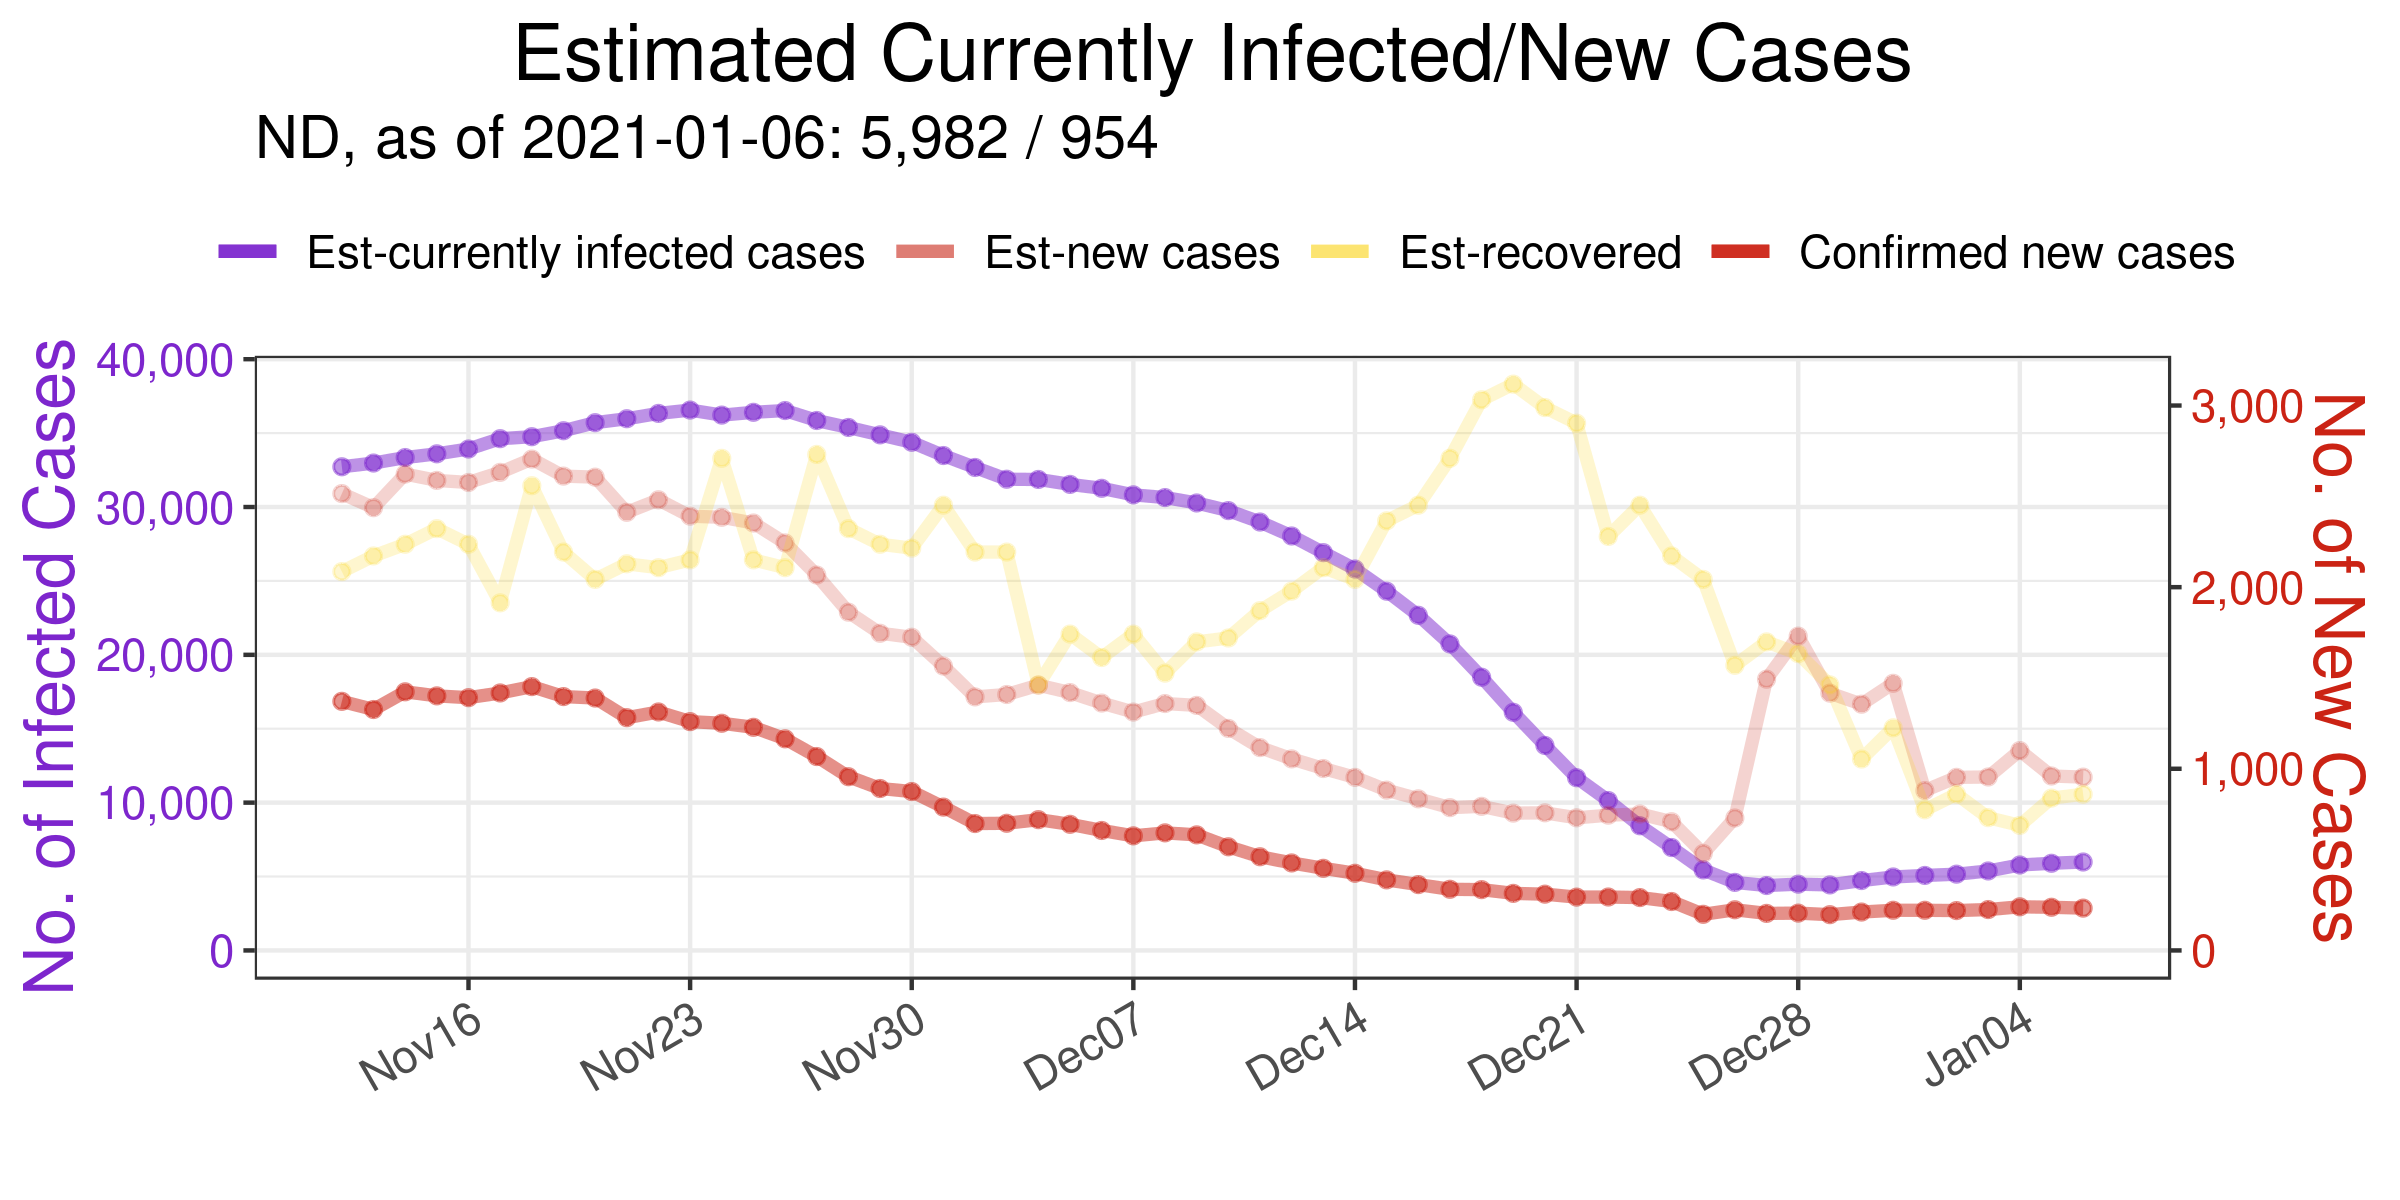 Estimated Currently Infected/New Cases
ND, as of 2021-01-06: 5,982 / 954
Est-currently infected cases Est-new cases Est-recovered Confirmed new cases
No. of Infected Cases
40,000
30,000
20,000
10,000
0
3,000
2,000
1,000
0
No. of New Cases
Nov16 Nov23 Nov30 Dec07 Dec14 Dec21 Dec28 Jan04